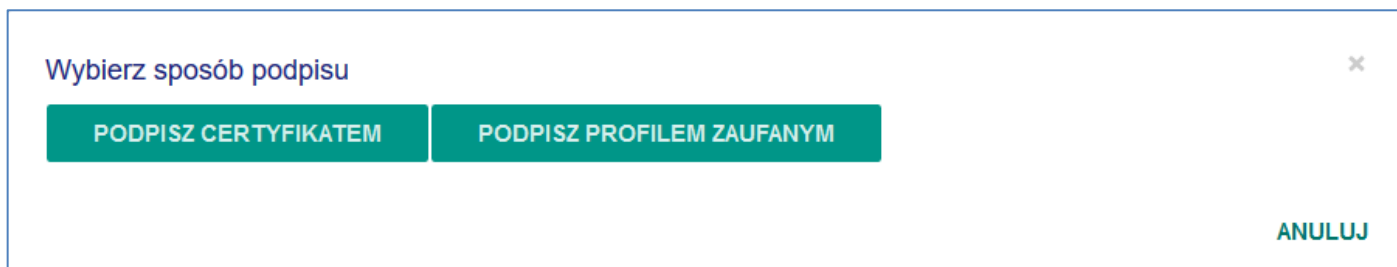 Wybierz sposób podpisu
PODPISZ CERTYFIKATEM PODPISZ PROFILEM ZAUFANYM
ANULUJ